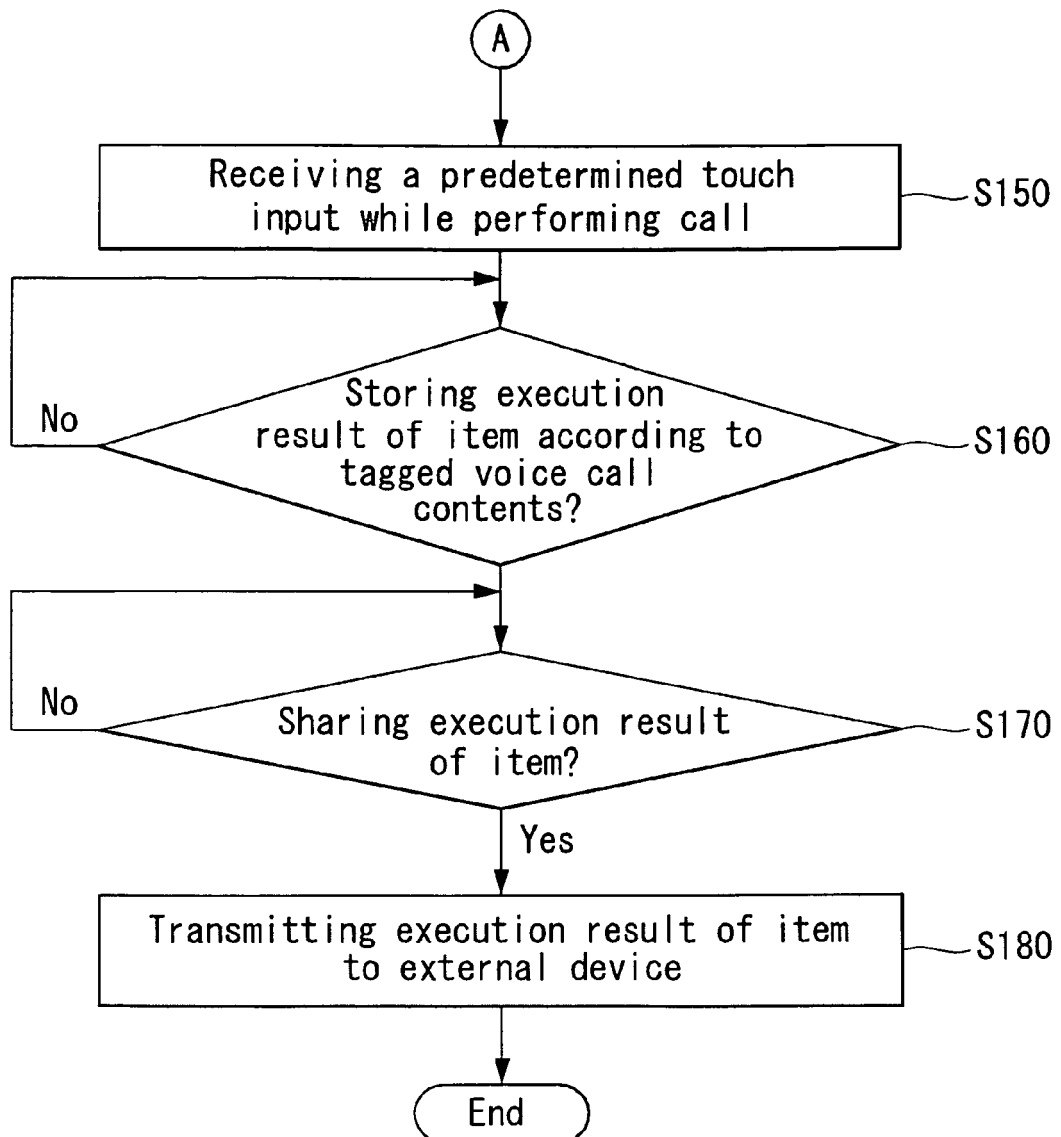 A
Receiving a predetermined touch
input while performing call
S150
No
Storing execution
result of item according to
tagged voice call
contents?
S160
No
Sharing execution result
of item?
S170
Yes
Transmitting execution result of item
to external device
S180
End